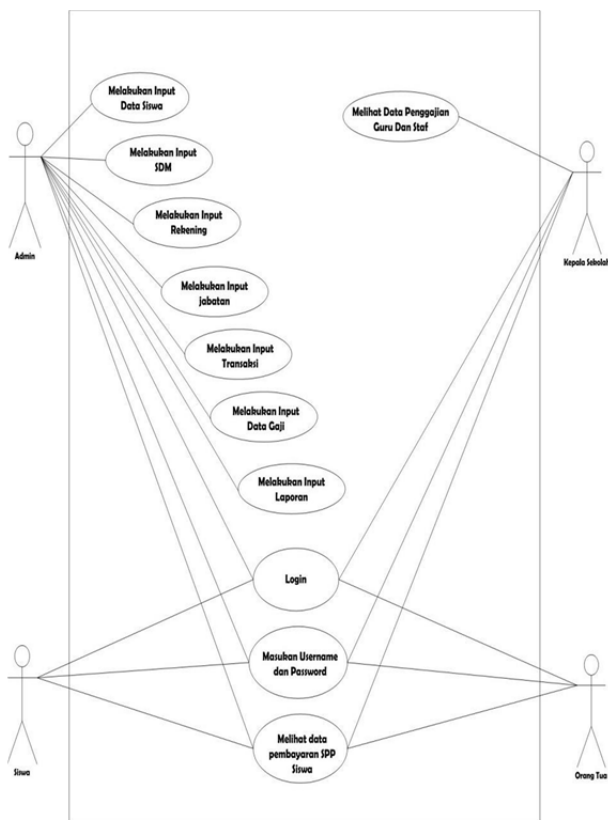 Melakukan Input
Data Siswa
Melihat Data Penggajian
Guru Dan Staf
Melakukan Input
SDM
Admin
Kepala Sekolah
Melakukan Input
Rekening
Melakukan Input
jabatan
Melakukan Input
Transaksi
Melakukan Input
Data Gaji
Melakukan Input
Laporan
Login
Masukan Username
dan Password
Melihat data
pembayaran SPP
Siswa
Siswa
Orang Tua